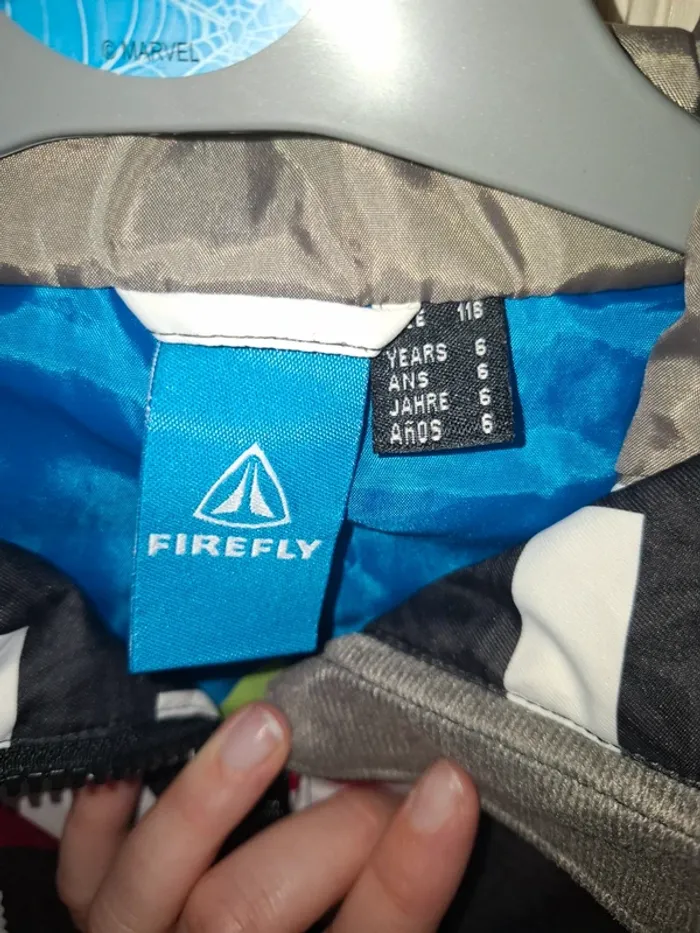 © MARVEL
116
YEARS 6
ANS 6
JAHRE 6
AÑOS 6
FIREFLY